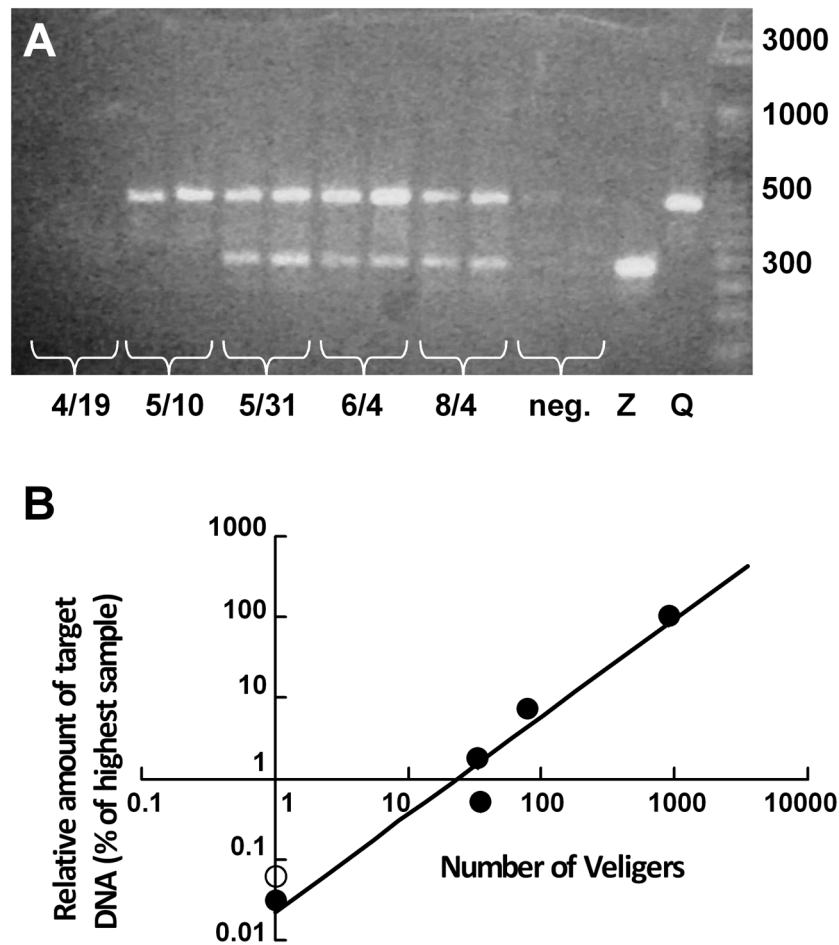 A
3000
1000
500
300
4/19 5/10 5/31 6/4 8/4 neg. Z Q
B
Relative amount of target
DNA (% of highest sample)
1000
100
10
1
0.1
0.01
0.1 1 10 100 1000 10000
Number of Veligers